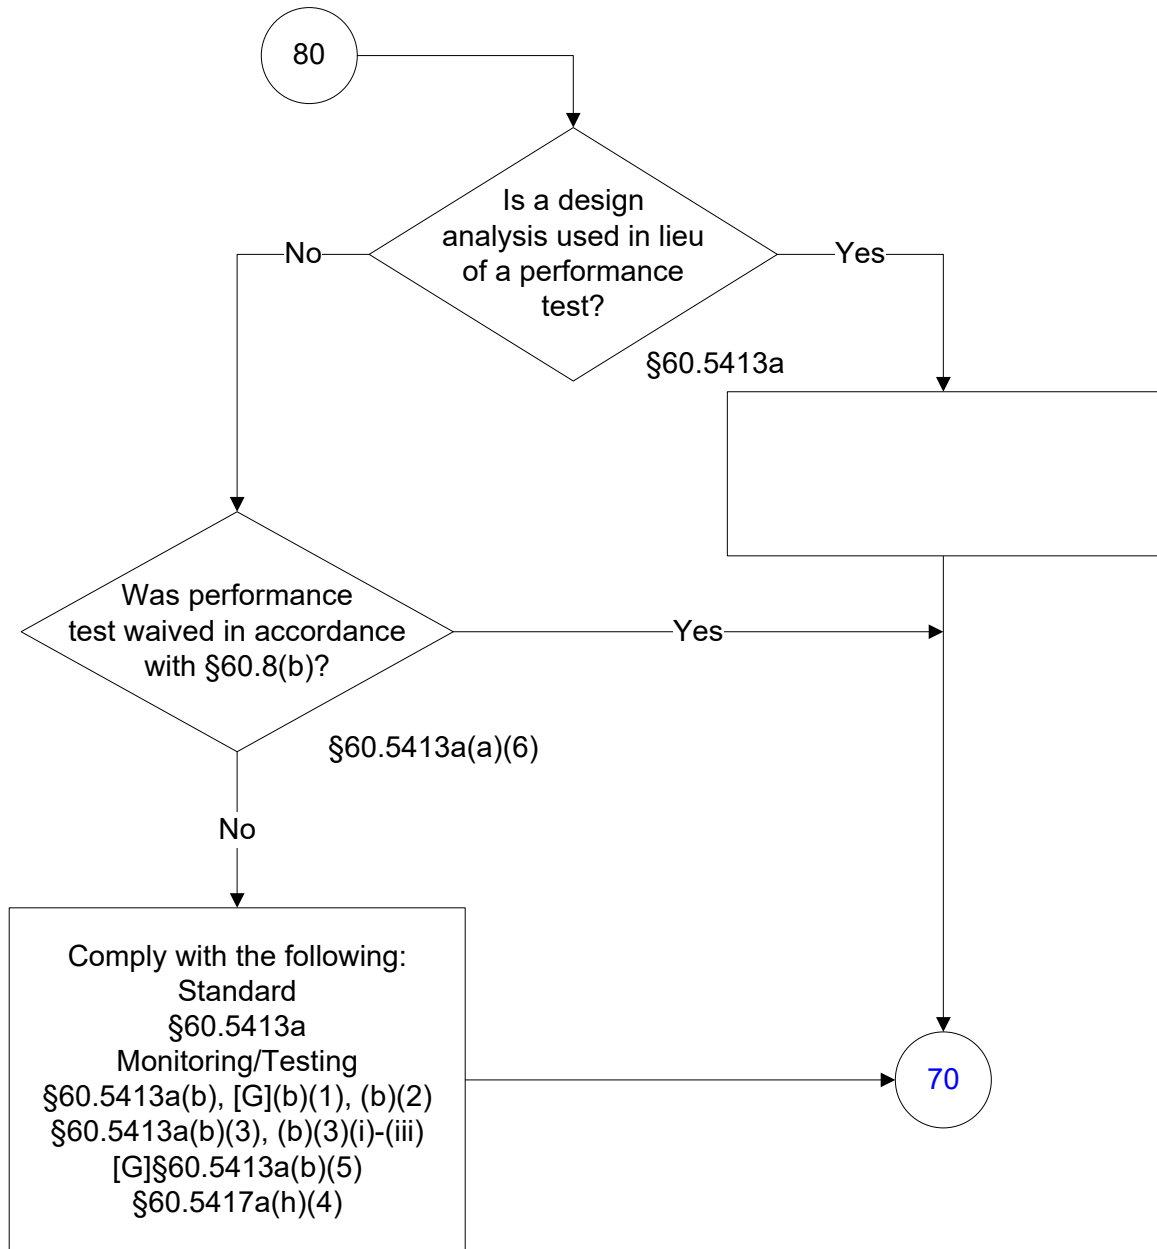 80
Is a design
analysis used in lieu
of a performance
test?
No
Yes
§60.5413a
Was performance
test waived in accordance
with §60.8(b)?
Yes
§60.5413a(a)(6)
No
Comply with the following:
Standard
§60.5413a
Monitoring/Testing
§60.5413a(b), [G](b)(1), (b)(2)
§60.5413a(b)(3), (b)(3)(i)-(iii)
[G]§60.5413a(b)(5)
§60.5417a(h)(4)
70